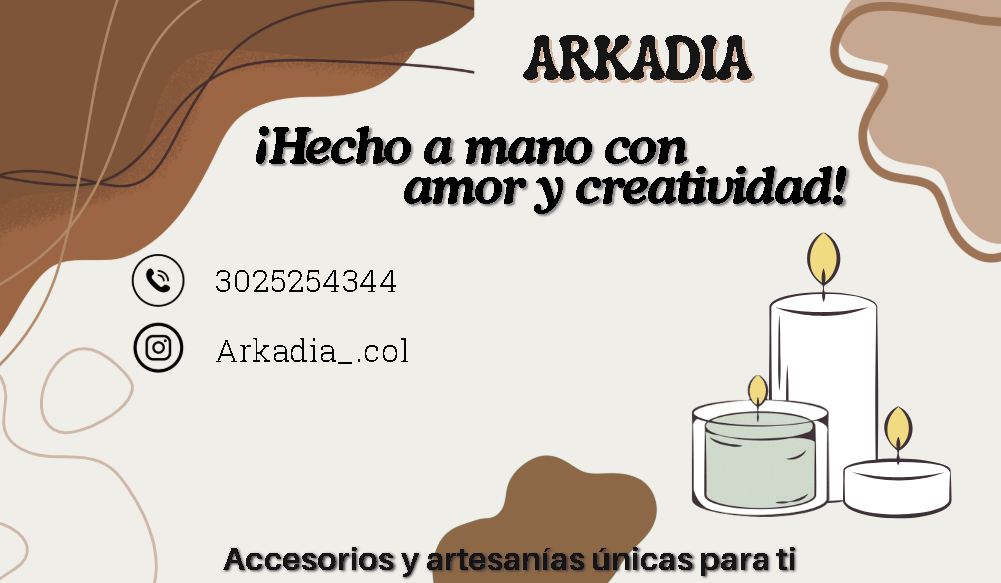 ARKADIA
¡Hecho a mano con
amor y creatividad!
3025254344
Arkadia_.col
Accesorios y artesanías únicas para ti